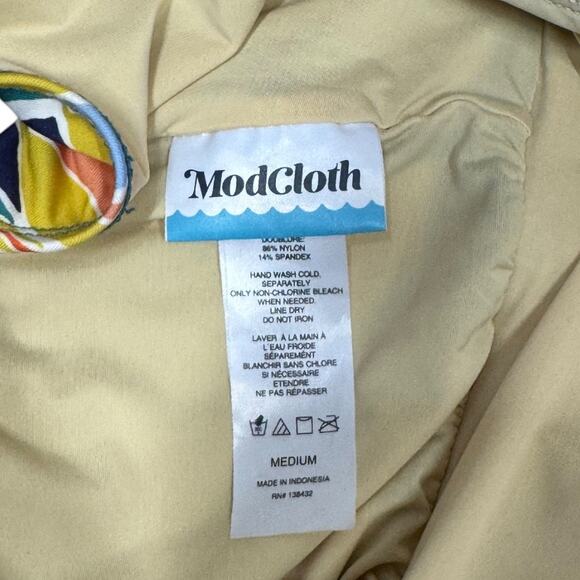 ModCloth
DOUBLURE:
86% NYLON
14% SPANDEX
HAND WASH COLD,
SEPARATELY
ONLY NON-CHLORINE BLEACH
WHEN NEEDED.
LINE DRY
DO NOT IRON
LAVER À LA MAIN À
L'EAU FROIDE
SÉPARÉMENT
BLANCHIR SANS CHLORE
SI NÉCESSAIRE
ETENDRE
NE PAS REPASSER
MEDIUM
MADE IN INDONESIA
RN# 138432